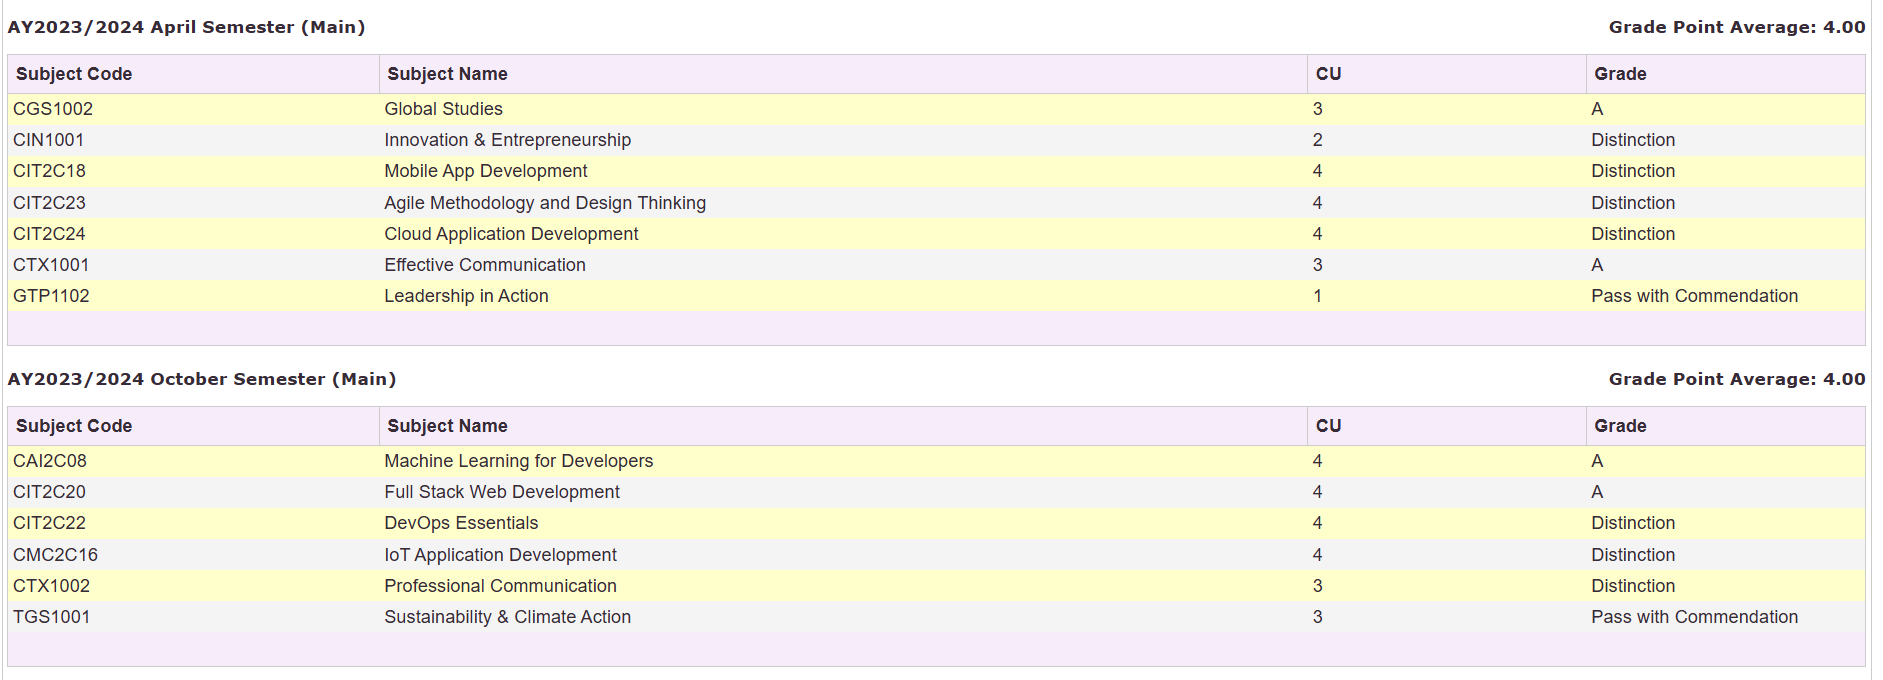 AY2023/2024 April Semester (Main) Grade Point Average: 4.00
Subject Code Subject Name CU Grade
CGS1002 Global Studies 3 A
CIN1001 Innovation & Entrepreneurship 2 Distinction
CIT2C18 Mobile App Development 4 Distinction
CIT2C23 Agile Methodology and Design Thinking 4 Distinction
CIT2C24 Cloud Application Development 4 Distinction
CTX1001 Effective Communication 3 A
GTP1102 Leadership in Action 1 Pass with Commendation
AY2023/2024 October Semester (Main) Grade Point Average: 4.00
Subject Code Subject Name CU Grade
CAI2C08 Machine Learning for Developers 4 A
CIT2C20 Full Stack Web Development 4 A
CIT2C22 DevOps Essentials 4 Distinction
CMC2C16 IoT Application Development 4 Distinction
CTX1002 Professional Communication 3 Distinction
TGS1001 Sustainability & Climate Action 3 Pass with Commendation